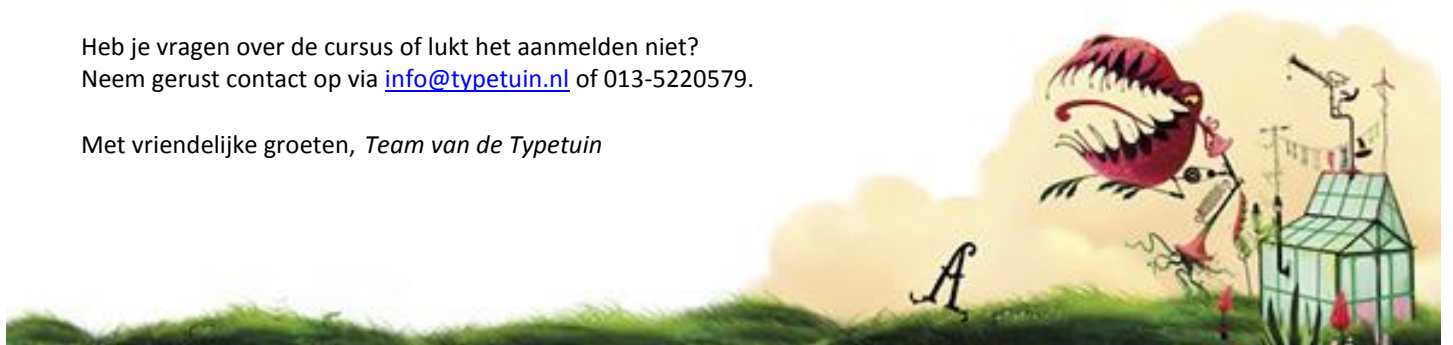 Heb je vragen over de cursus of lukt het aanmelden niet?
Neem gerust contact op via info@typetuin.nl of 013-5220579.
Met vriendelijke groeten, Team van de Typetuin
A